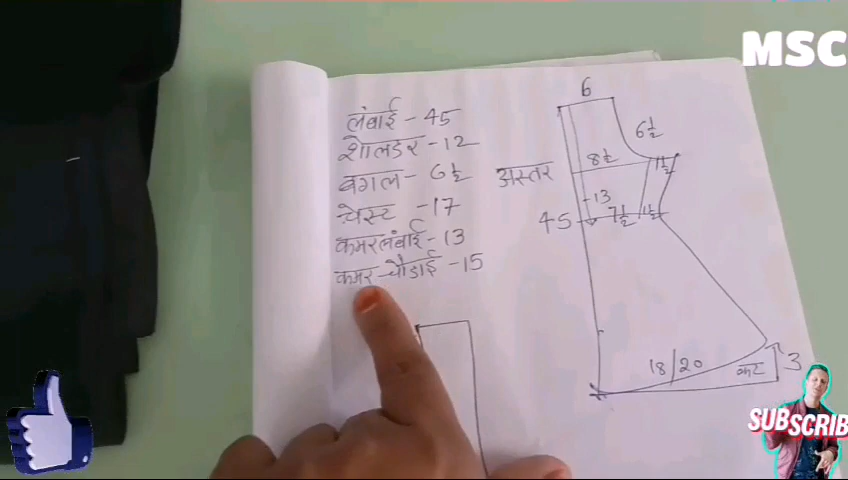 MSC
लंबाई - 45
शोलडर - 12
बगल - 6½
चेस्ट - 17
कमरलंबाई - 13
कमर-चौडाई - 15
अस्तर
6
6½
8½
1½
13
7½
1½
45
18/20
काट
3
SUBSCRIB